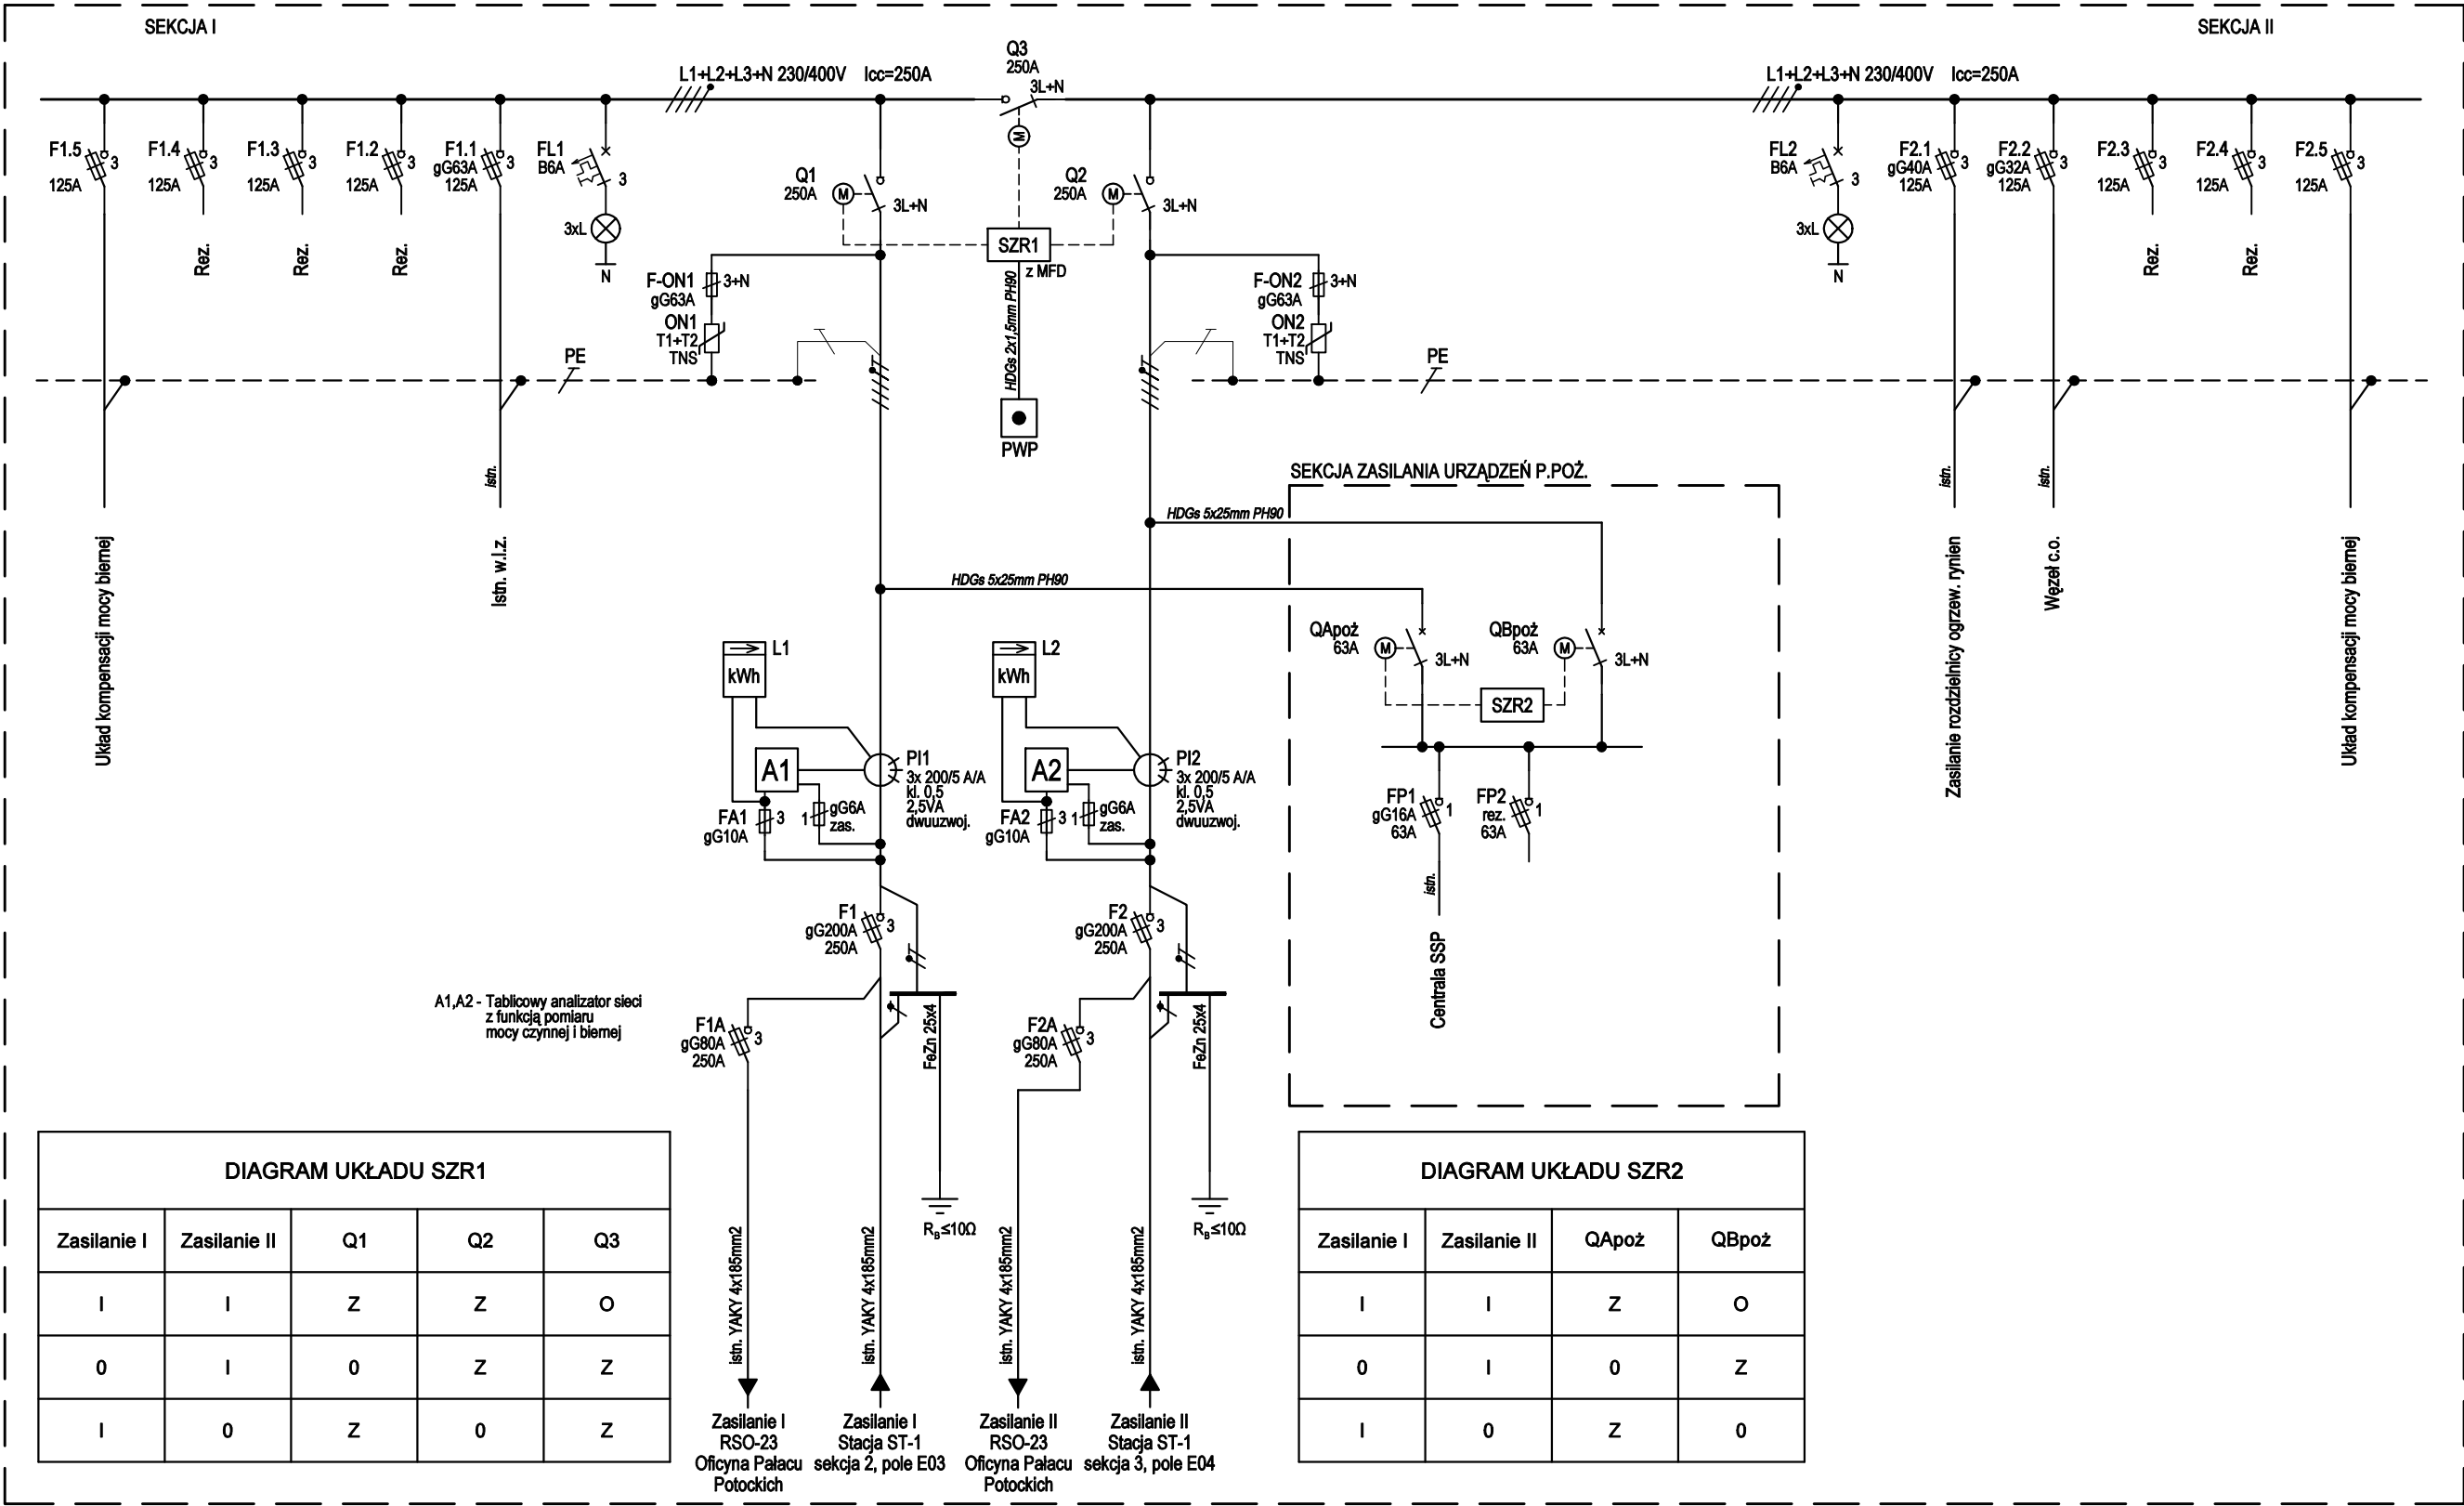 SEKCJA I
SEKCJA II
L1+L2+L3+N 230/400V Icc=250A
Q3
250A
3L+N
M
L1+L2+L3+N 230/400V Icc=250A
F1.5
125A
3
F1.4
125A
3
F1.3
125A
3
F1.2
125A
3
F1.1
gG63A
125A
3
FL1
B6A
3
3xL
N
Rez.
Rez.
Rez.
Q1
250A
M
3L+N
Q2
250A
M
3L+N
SZR1
z MFD
HDGs 2x1,5mm PH90
PWP
FL2
B6A
3
3xL
N
F2.1
gG40A
125A
3
F2.2
gG32A
125A
3
F2.3
125A
3
F2.4
125A
3
F2.5
125A
3
Rez.
Rez.
F-ON1
gG63A
3+N
ON1
T1+T2
TNS
F-ON2
gG63A
3+N
ON2
T1+T2
TNS
PE
PE
istn.
istn.
istn.
Układ kompensacji mocy biernej
Istn. w.l.z.
Zasilanie rozdzielnicy ogrzew. rynien
Węzeł c.o.
Układ kompensacji mocy biernej
SEKCJA ZASILANIA URZĄDZEŃ P.POŻ.
HDGs 5x25mm PH90
HDGs 5x25mm PH90
QApoż
63A
M
3L+N
QBpoż
63A
M
3L+N
SZR2
FP1
gG16A
63A
1
FP2
rez.
63A
1
istn.
Centrala SSP
L1
kWh
A1
PI1
3x 200/5 A/A
kl. 0,5
2,5VA
dwuuzwoj.
FA1
gG10A
3
1
gG6A
zas.
L2
kWh
A2
PI2
3x 200/5 A/A
kl. 0,5
2,5VA
dwuuzwoj.
FA2
gG10A
3
1
gG6A
zas.
F1
gG200A
250A
3
F2
gG200A
250A
3
A1,A2 - Tablicowy analizator sieci
z funkcją pomiaru
mocy czynnej i biernej
F1A
gG80A
250A
3
FeZn 25x4
F2A
gG80A
250A
3
FeZn 25x4
RB≤10Ω
RB≤10Ω
istn. YAKY 4x185mm2
istn. YAKY 4x185mm2
istn. YAKY 4x185mm2
istn. YAKY 4x185mm2
Zasilanie I
RSO-23
Oficyna Pałacu
Potockich
Zasilanie I
Stacja ST-1
sekcja 2, pole E03
Zasilanie II
RSO-23
Oficyna Pałacu
Potockich
Zasilanie II
Stacja ST-1
sekcja 3, pole E04
DIAGRAM UKŁADU SZR1
Zasilanie I Zasilanie II Q1 Q2 Q3
I I Z Z O
0 I 0 Z Z
I 0 Z 0 Z
DIAGRAM UKŁADU SZR2
Zasilanie I Zasilanie II QApoż QBpoż
I I Z O
0 I 0 Z
I 0 Z 0